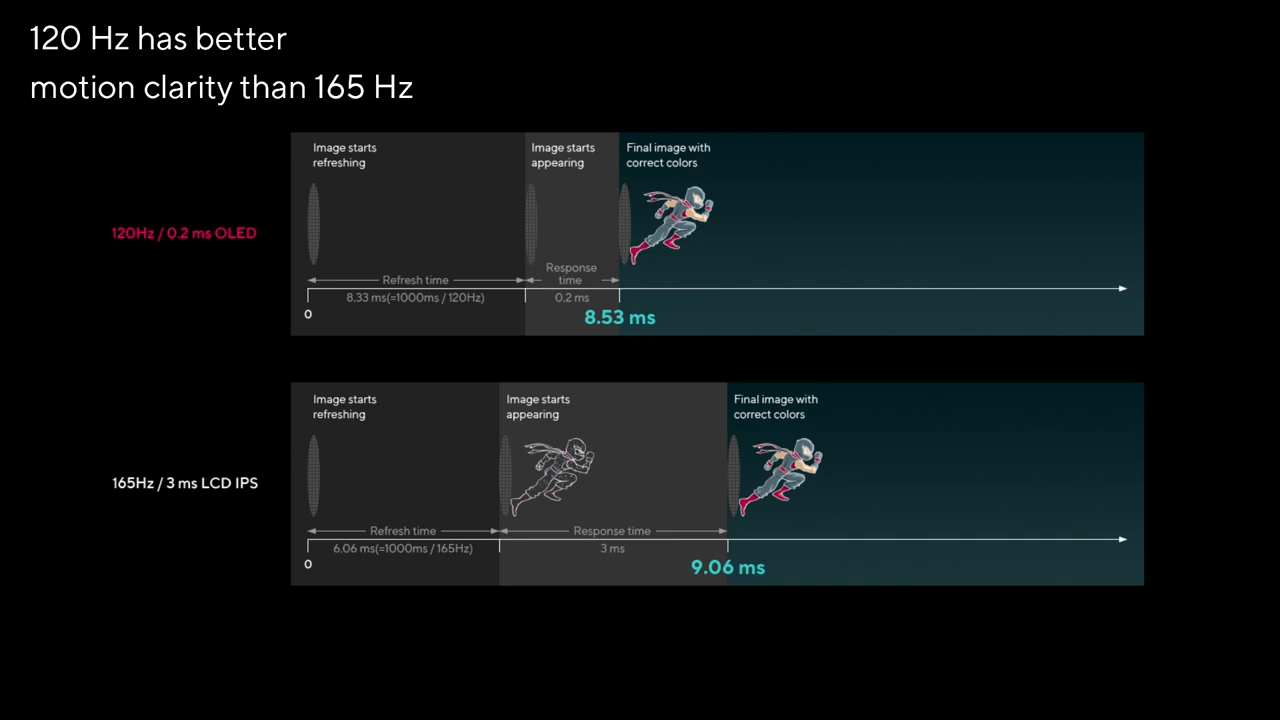 120 Hz has better
motion clarity than 165 Hz
120Hz / 0.2 ms OLED
Image starts
refreshing
Image starts
appearing
Final image with
correct colors
Refresh time
Response
time
8.33 ms(=1000ms / 120Hz)
0.2 ms
0
8.53 ms
165Hz / 3 ms LCD IPS
Image starts
refreshing
Image starts
appearing
Final image with
correct colors
Refresh time
Response time
6.06 ms(=1000ms / 165Hz)
3 ms
0
9.06 ms